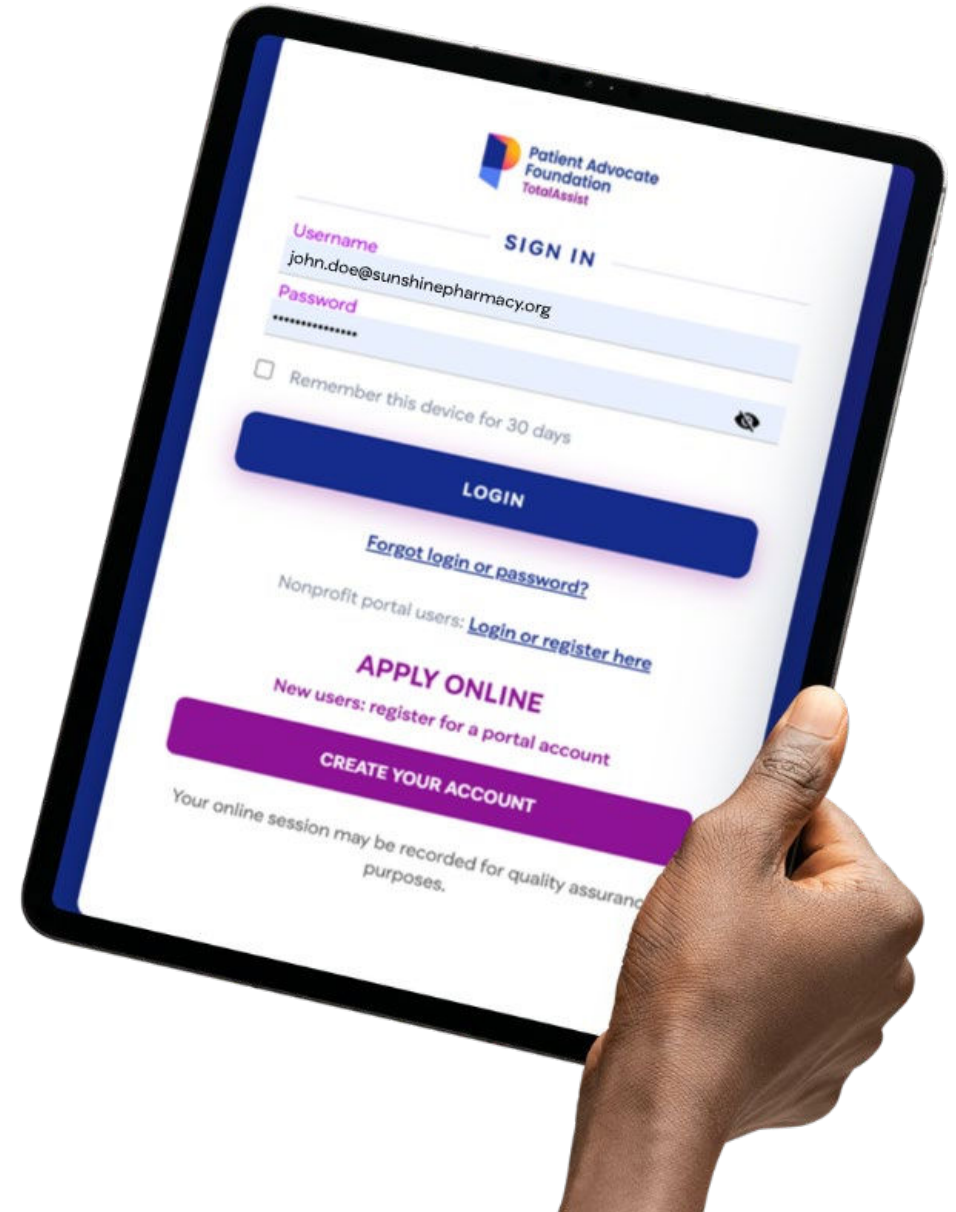 Patient Advocate
Foundation
TotalAssist
SIGN IN
Username
john.doe@sunshinepharmacy.org
Password
•••••••••••••••
Remember this device for 30 days
LOGIN
Forgot login or password?
Nonprofit portal users: Login or register here
APPLY ONLINE
New users: register for a portal account
CREATE YOUR ACCOUNT
Your online session may be recorded for quality assuranc
purposes.